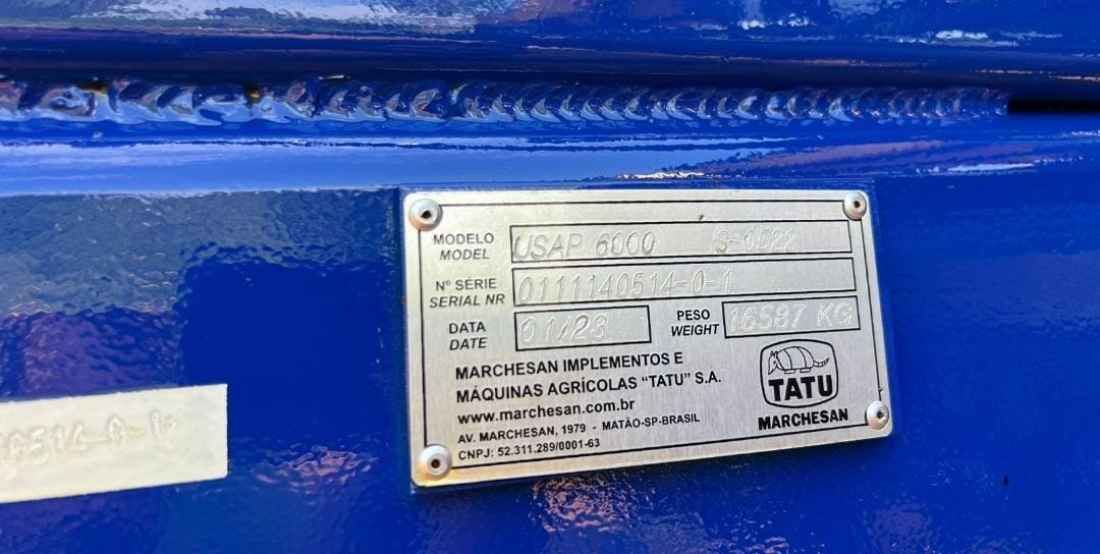 MODELO
MODEL
USAP 6000
Nº SÉRIE
SERIAL NR
0111140514-0-1
DATA
DATE
01/23
PESO
WEIGHT
KG
MARCHESAN IMPLEMENTOS E
MÁQUINAS AGRÍCOLAS “TATU” S.A.
www.marchesan.com.br
AV. MARCHESAN, 1979 - MATÃO-SP-BRASIL
CNPJ: 52.311.289/0001-63
TATU
MARCHESAN